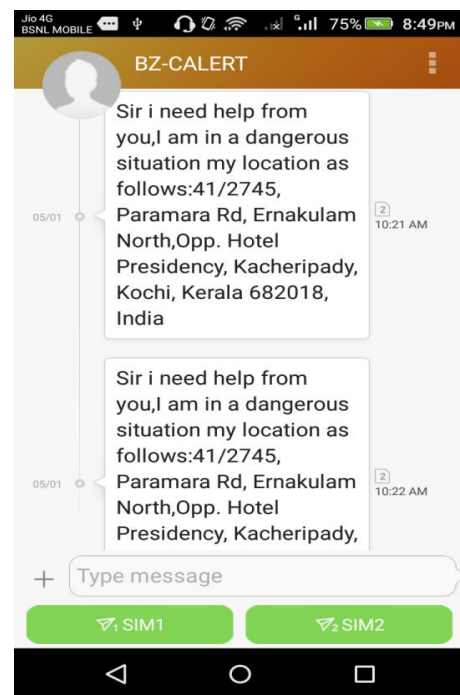 Jio 4G
BSNL MOBILE 75% 8:49PM
BZ-CALERT
Sir i need help from
you,I am in a dangerous
situation my location as
follows:41/2745,
Paramara Rd, Ernakulam
North,Opp. Hotel
Presidency, Kacheripady,
Kochi, Kerala 682018,
India
05/01
2
10:21 AM
Sir i need help from
you,I am in a dangerous
situation my location as
follows:41/2745,
Paramara Rd, Ernakulam
North,Opp. Hotel
Presidency, Kacheripady,
05/01
2
10:22 AM
Type message
1 SIM1
2 SIM2